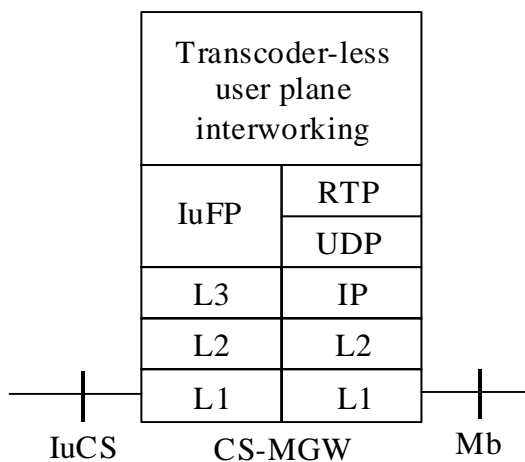 Transcoder-less
user plane
interworking
IuFP
RTP
UDP
L3
IP
L2
L2
L1
L1
IuCS
CS-MGW
Mb